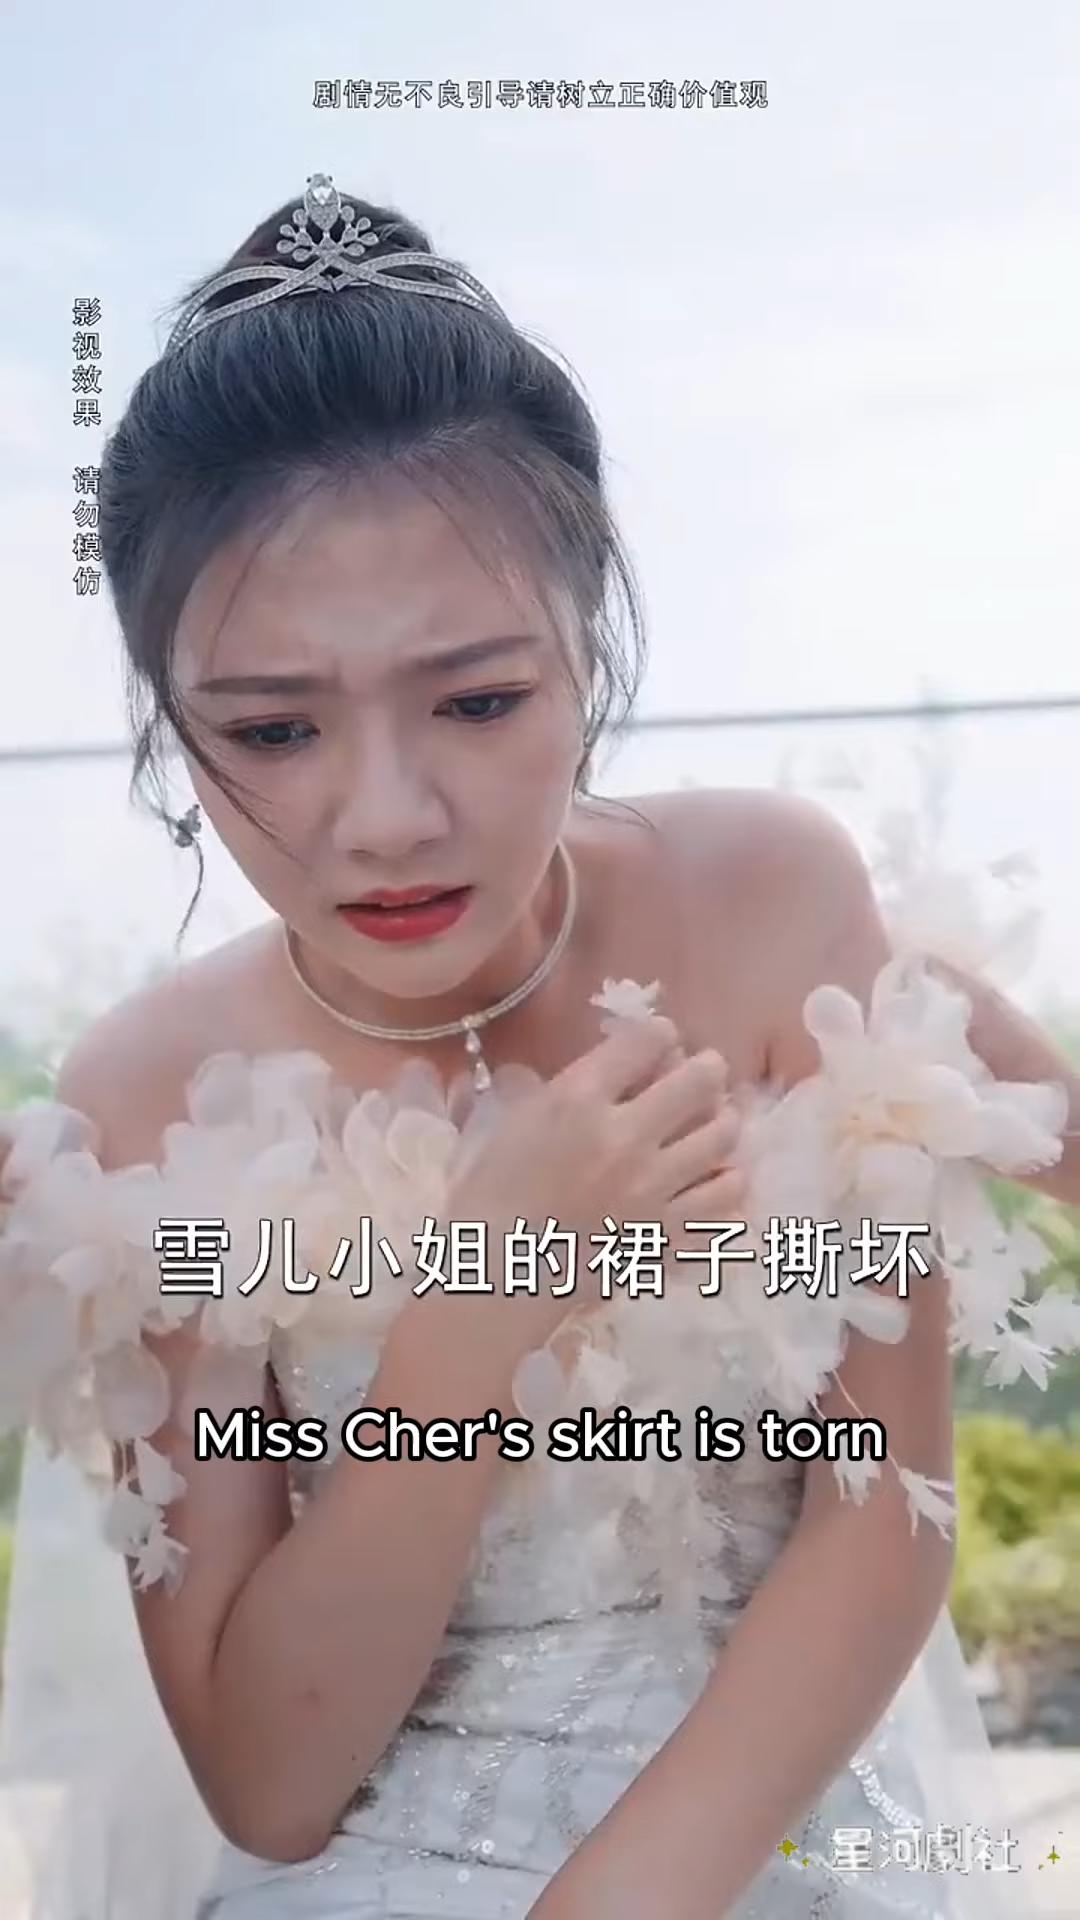 剧情无不良引导请树立正确价值观
影视效果 请勿模仿
雪儿小姐的裙子撕坏
Miss Cher's skirt is torn
星河劇社